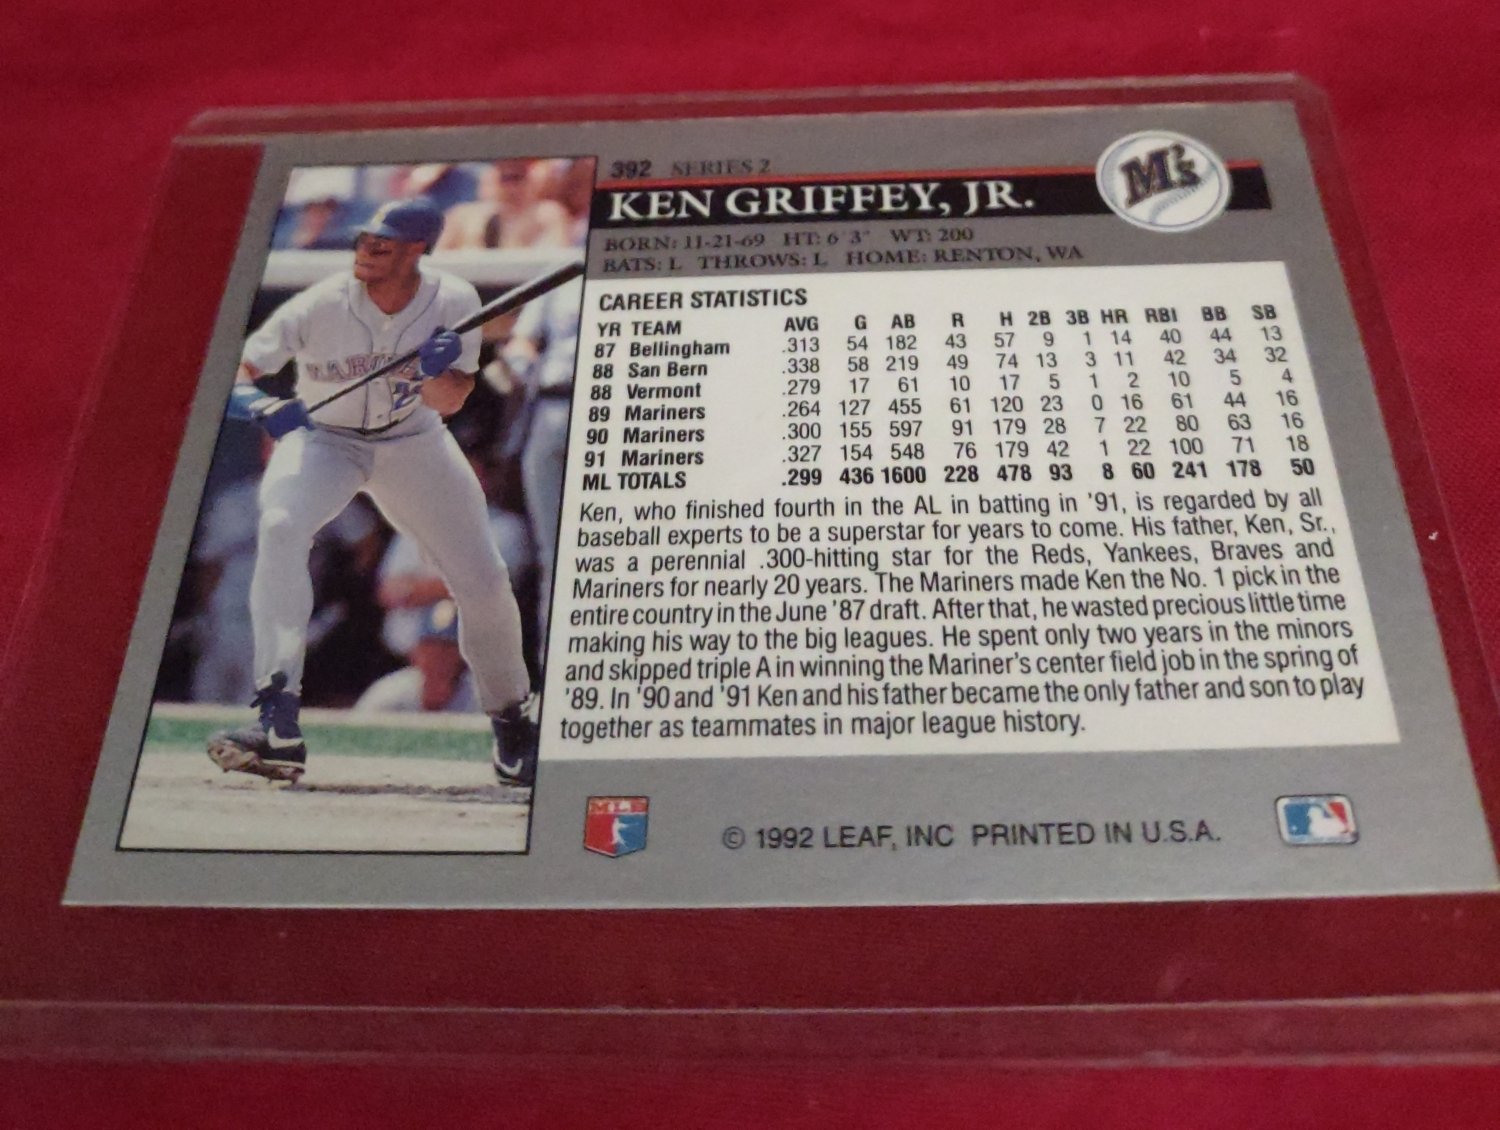 392 SERIES 2
KEN GRIFFEY, JR.
M's
BORN: 11-21-69 HT: 6' 3" WT: 200
BATS: L THROWS: L HOME: RENTON, WA
CAREER STATISTICS
YR TEAM AVG G AB R H 2B 3B HR RBI BB SB
87 Bellingham .313 54 182 43 57 9 1 14 40 44 13
88 San Bern .338 58 219 49 74 13 3 11 42 34 32
88 Vermont .279 17 61 10 17 5 1 2 10 5 4
89 Mariners .264 127 455 61 120 23 0 16 61 44 16
90 Mariners .300 155 597 91 179 28 7 22 80 63 16
91 Mariners .327 154 548 76 179 42 1 22 100 71 18
ML TOTALS .299 436 1600 228 478 93 8 60 241 178 50
Ken, who finished fourth in the AL in batting in '91, is regarded by all
baseball experts to be a superstar for years to come. His father, Ken, Sr.,
was a perennial .300-hitting star for the Reds, Yankees, Braves and
Mariners for nearly 20 years. The Mariners made Ken the No. 1 pick in the
entire country in the June '87 draft. After that, he wasted precious little time
making his way to the big leagues. He spent only two years in the minors
and skipped triple A in winning the Mariner's center field job in the spring of
'89. In '90 and '91 Ken and his father became the only father and son to play
together as teammates in major league history.
MLB
© 1992 LEAF, INC PRINTED IN U.S.A.